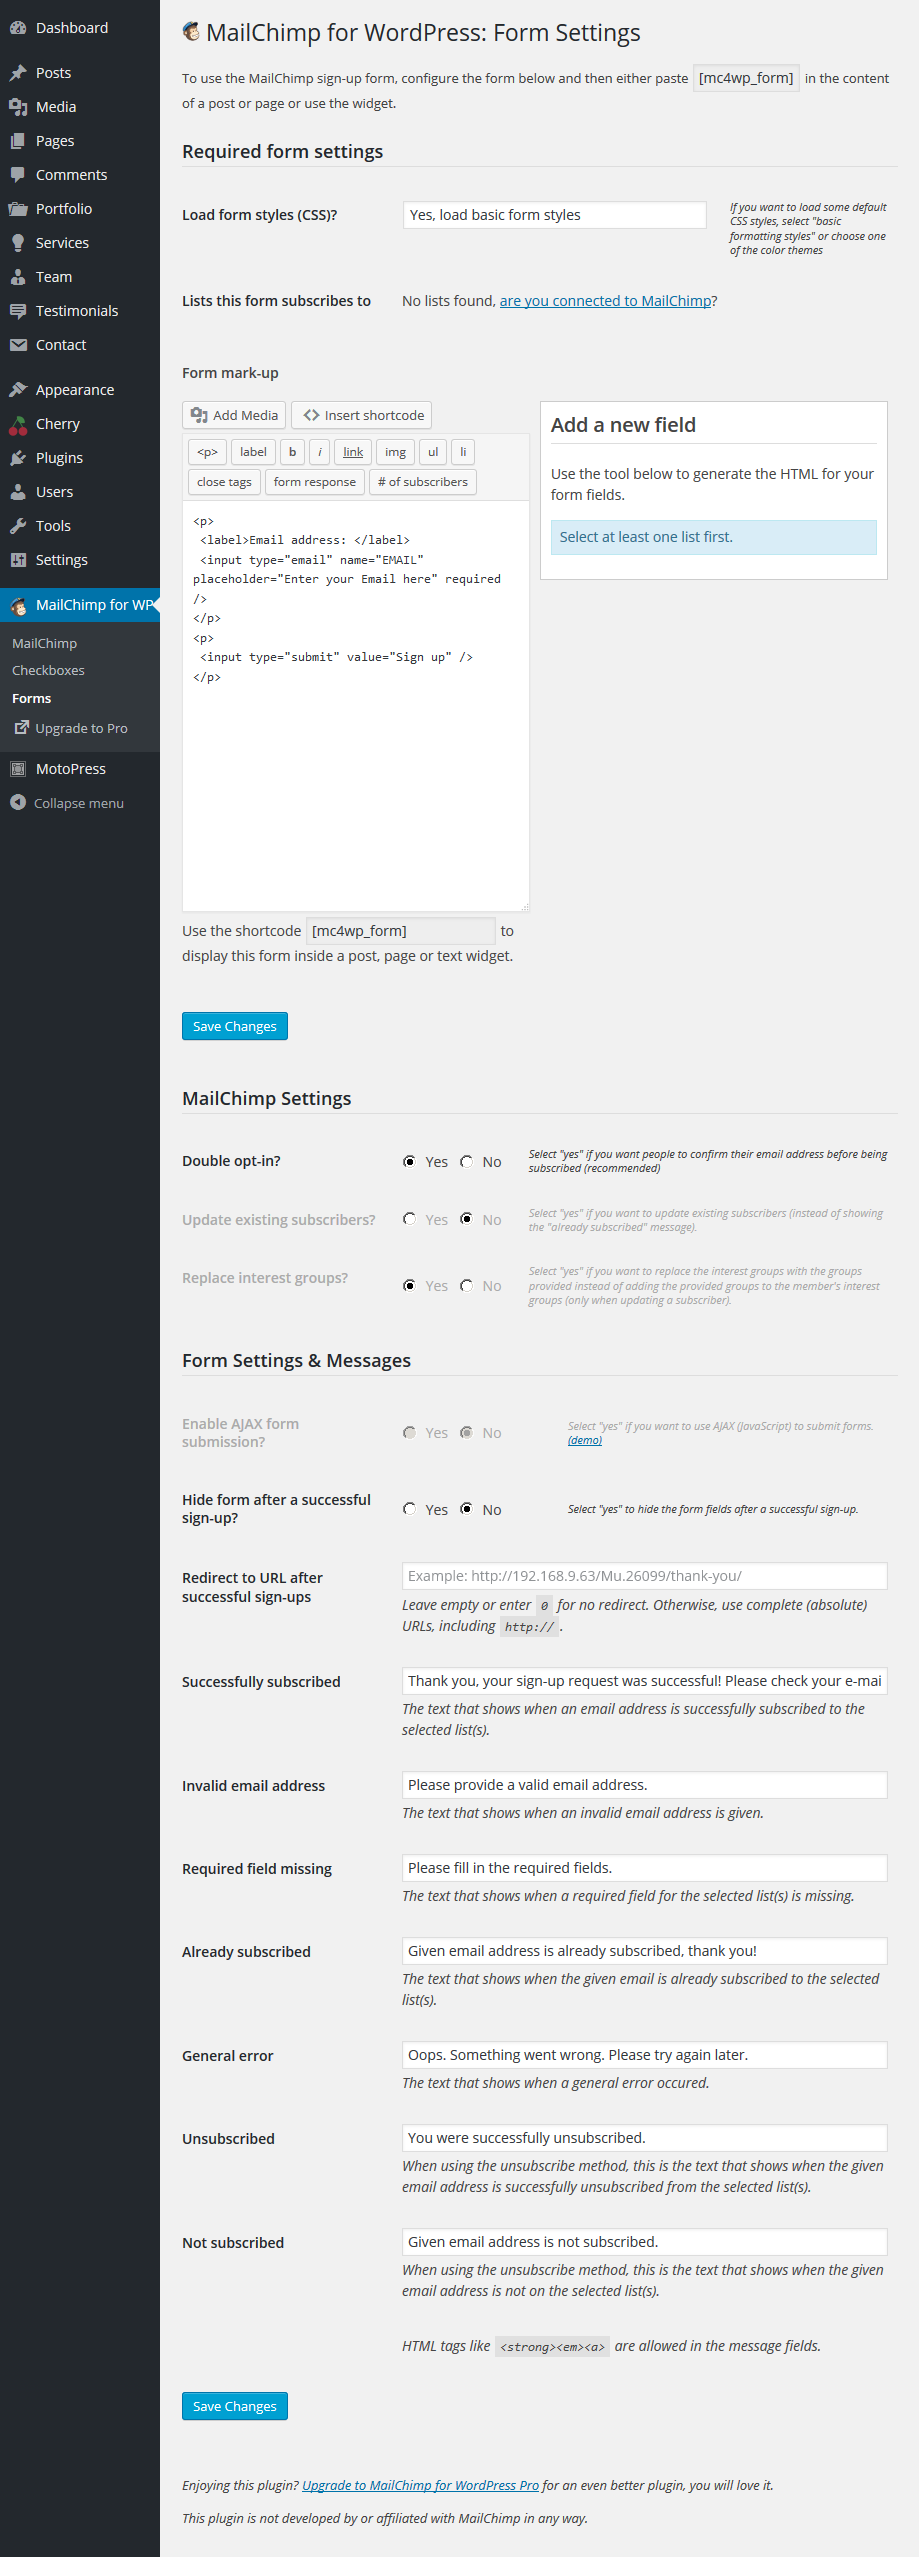 Dashboard
Posts
Media
Pages
Comments
Portfolio
Services
Team
Testimonials
Contact
Appearance
Cherry
Plugins
Users
Tools
Settings
MailChimp for WP
MailChimp
Checkboxes
Forms
Upgrade to Pro
MotoPress
Collapse menu
MailChimp for WordPress: Form Settings
To use the MailChimp sign-up form, configure the form below and then either paste [mc4wp_form] in the content
of a post or page or use the widget.
Required form settings
Load form styles (CSS)?
Yes, load basic form styles
If you want to load some default
CSS styles, select "basic
formatting styles" or choose one
of the color themes
Lists this form subscribes to
No lists found, are you connected to MailChimp?
Form mark-up
Add Media
Insert shortcode
<p> label b i link img ul li
close tags form response # of subscribers
<p>
<label>Email address: </label>
<input type="email" name="EMAIL"
placeholder="Enter your Email here" required
/>
</p>
<p>
<input type="submit" value="Sign up" />
</p>
Add a new field
Use the tool below to generate the HTML for your
form fields.
Select at least one list first.
Use the shortcode [mc4wp_form] to
display this form inside a post, page or text widget.
Save Changes
MailChimp Settings
Double opt-in?
Yes No
Select "yes" if you want people to confirm their email address before being
subscribed (recommended)
Update existing subscribers?
Yes No
Select "yes" if you want to update existing subscribers (instead of showing
the "already subscribed" message).
Replace interest groups?
Yes No
Select "yes" if you want to replace the interest groups with the groups
provided instead of adding the provided groups to the member's interest
groups (only when updating a subscriber).
Form Settings & Messages
Enable AJAX form
submission?
Yes No
Select "yes" if you want to use AJAX (JavaScript) to submit forms.
(demo)
Hide form after a successful
sign-up?
Yes No
Select "yes" to hide the form fields after a successful sign-up.
Redirect to URL after
successful sign-ups
Example: http://192.168.9.63/Mu.26099/thank-you/
Leave empty or enter 0 for no redirect. Otherwise, use complete (absolute)
URLs, including http:// .
Successfully subscribed
Thank you, your sign-up request was successful! Please check your e-mai
The text that shows when an email address is successfully subscribed to the
selected list(s).
Invalid email address
Please provide a valid email address.
The text that shows when an invalid email address is given.
Required field missing
Please fill in the required fields.
The text that shows when a required field for the selected list(s) is missing.
Already subscribed
Given email address is already subscribed, thank you!
The text that shows when the given email is already subscribed to the selected
list(s).
General error
Oops. Something went wrong. Please try again later.
The text that shows when a general error occured.
Unsubscribed
You were successfully unsubscribed.
When using the unsubscribe method, this is the text that shows when the given
email address is successfully unsubscribed from the selected list(s).
Not subscribed
Given email address is not subscribed.
When using the unsubscribe method, this is the text that shows when the given
email address is not on the selected list(s).
HTML tags like <strong><em><a> are allowed in the message fields.
Save Changes
Enjoying this plugin? Upgrade to MailChimp for WordPress Pro for an even better plugin, you will love it.
This plugin is not developed by or affiliated with MailChimp in any way.